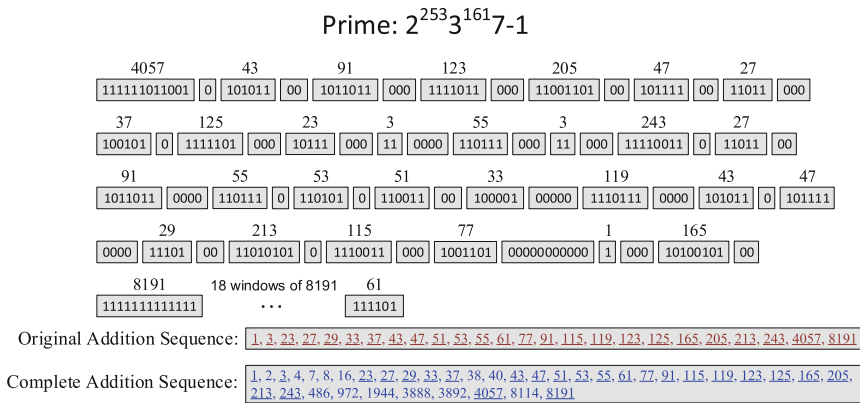 Prime: 2^253 3^161 7-1
4057 43 91 123 205 47 27
111111011001 0 101011 00 1011011 000 1111011 000 11001101 00 101111 00 11011 000
37 125 23 3 55 3 243 27
100101 0 1111101 000 10111 000 11 0000 110111 000 11 000 11110011 0 11011 00
91 55 53 51 33 119 43 47
1011011 0000 110111 0 110101 0 110011 00 100001 00000 1110111 0000 101011 0 101111
29 213 115 77 1 165
0000 11101 00 11010101 0 1110011 000 1001101 00000000000 1 000 10100101 00
8191 18 windows of 8191 61
1111111111111 ... 111101
Original Addition Sequence: 1, 3, 23, 27, 29, 33, 37, 43, 47, 51, 53, 55, 61, 77, 91, 115, 119, 123, 125, 165, 205, 213, 243, 4057, 8191
Complete Addition Sequence: 1, 2, 3, 4, 7, 8, 16, 23, 27, 29, 33, 37, 38, 40, 43, 47, 51, 53, 55, 61, 77, 91, 115, 119, 123, 125, 165, 205,
213, 243, 486, 972, 1944, 3888, 3892, 4057, 8114, 8191